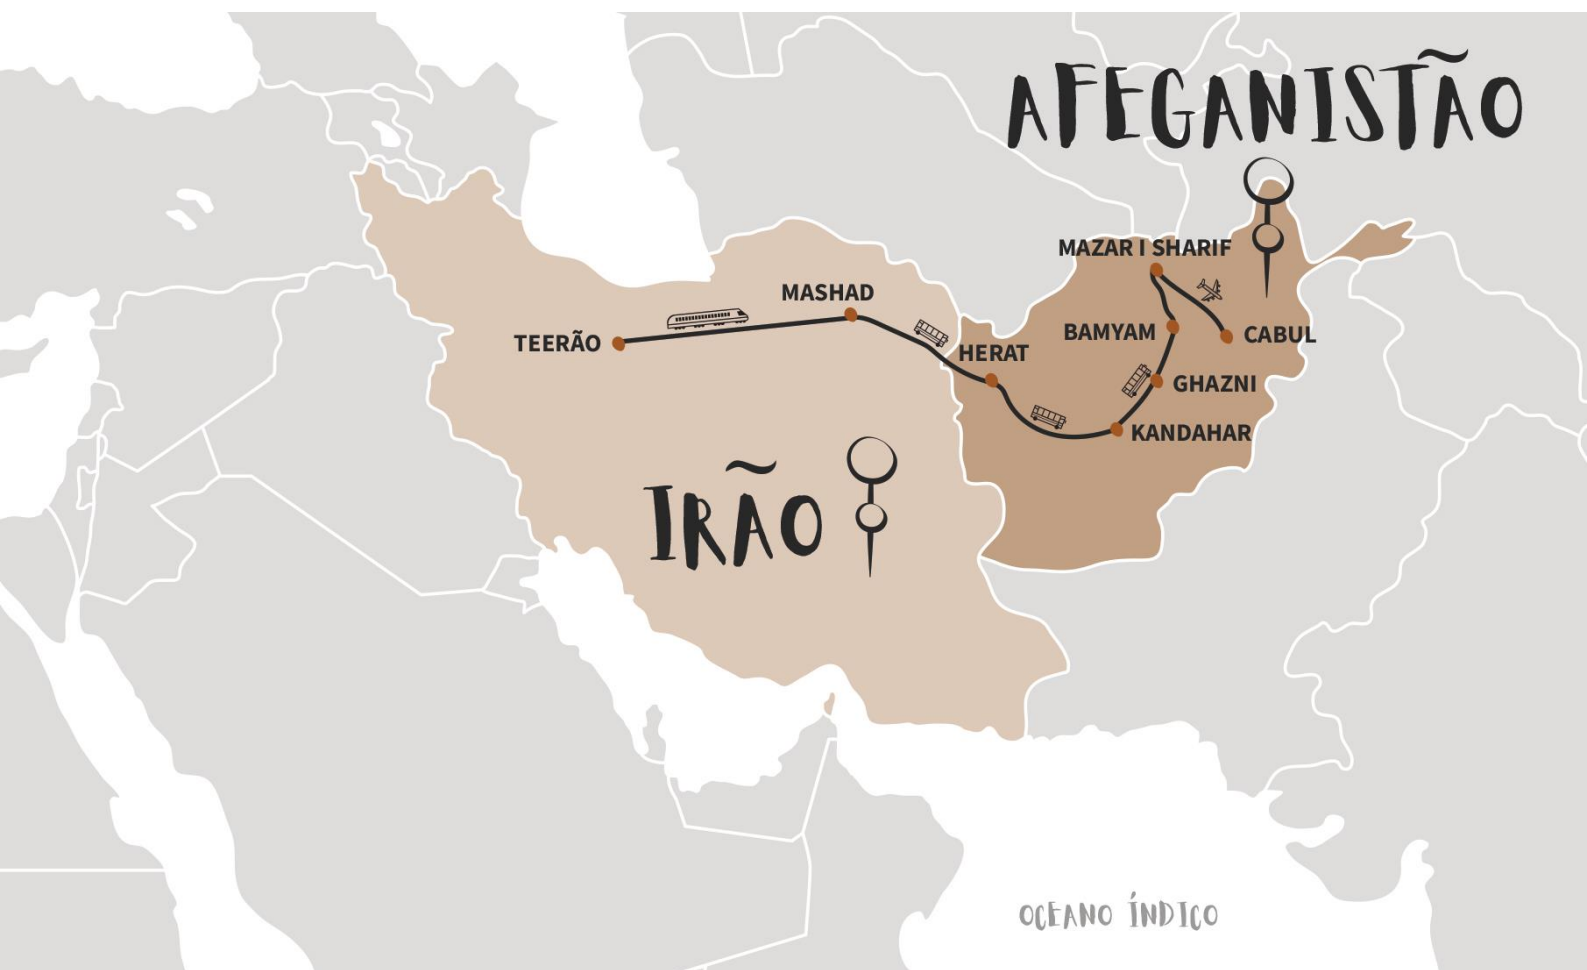 AFEGANISTÃO
MAZAR I SHARIF
MASHAD
TEERÃO
BAMYAM
CABUL
HERAT
GHAZNI
KANDAHAR
IRÃO
OCEANO ÍNDICO